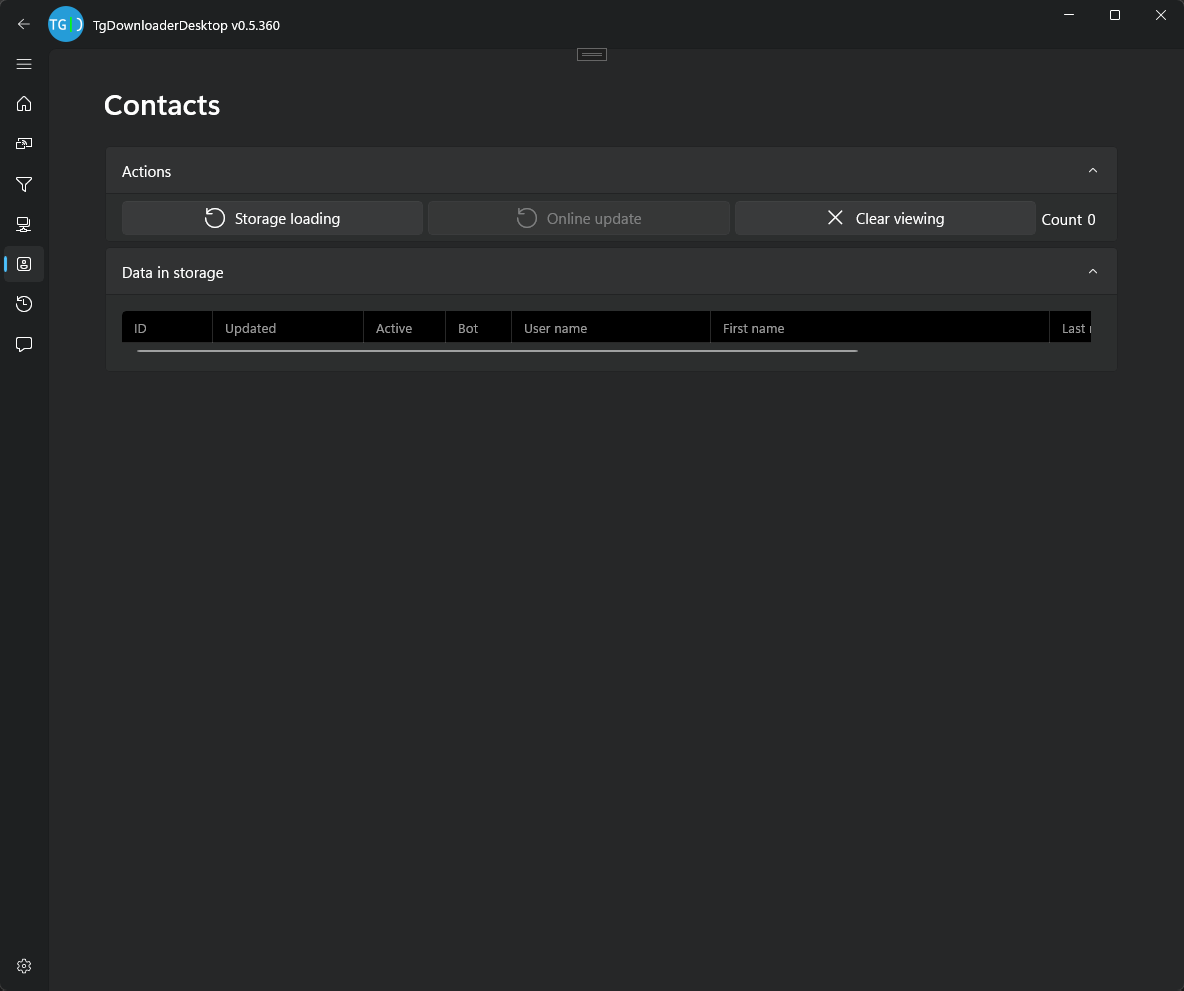 TG
TgDownloaderDesktop v0.5.360
Contacts
Actions
Storage loading Online update Clear viewing Count 0
Data in storage
ID Updated Active Bot User name First name Last